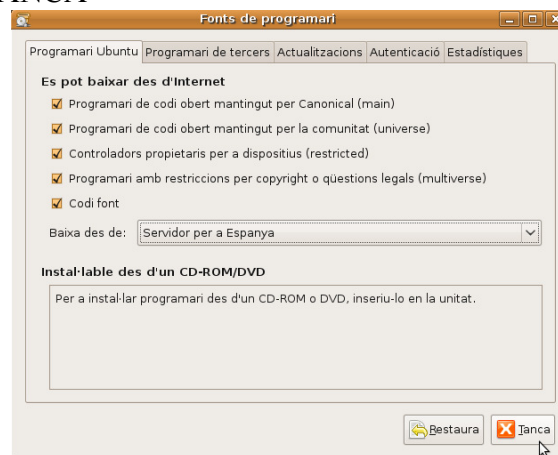 TANCA
Fonts de programari
Programari Ubuntu Programari de tercers Actualitzacions Autenticació Estadístiques
Es pot baixar des d'Internet
Programari de codi obert mantingut per Canonical (main)
Programari de codi obert mantingut per la comunitat (universe)
Controladors propietaris per a dispositius (restricted)
Programari amb restriccions per copyright o qüestions legals (multiverse)
Codi font
Baixa des de: Servidor per a Espanya
Instal·lable des d'un CD-ROM/DVD
Per a instal·lar programari des d'un CD-ROM o DVD, inseriu-lo en la unitat.
Restaura Tanca